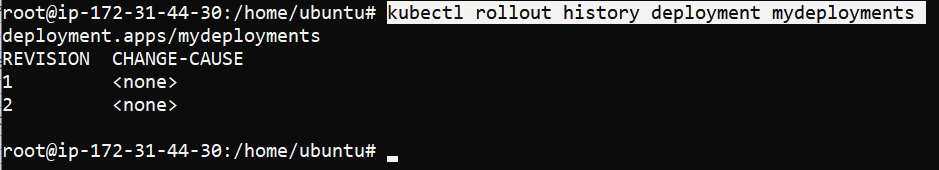 root@ip-172-31-44-30:/home/ubuntu# kubectl rollout history deployment mydeployments
deployment.apps/mydeployments
REVISION  CHANGE-CAUSE
1         <none>
2         <none>
root@ip-172-31-44-30:/home/ubuntu#